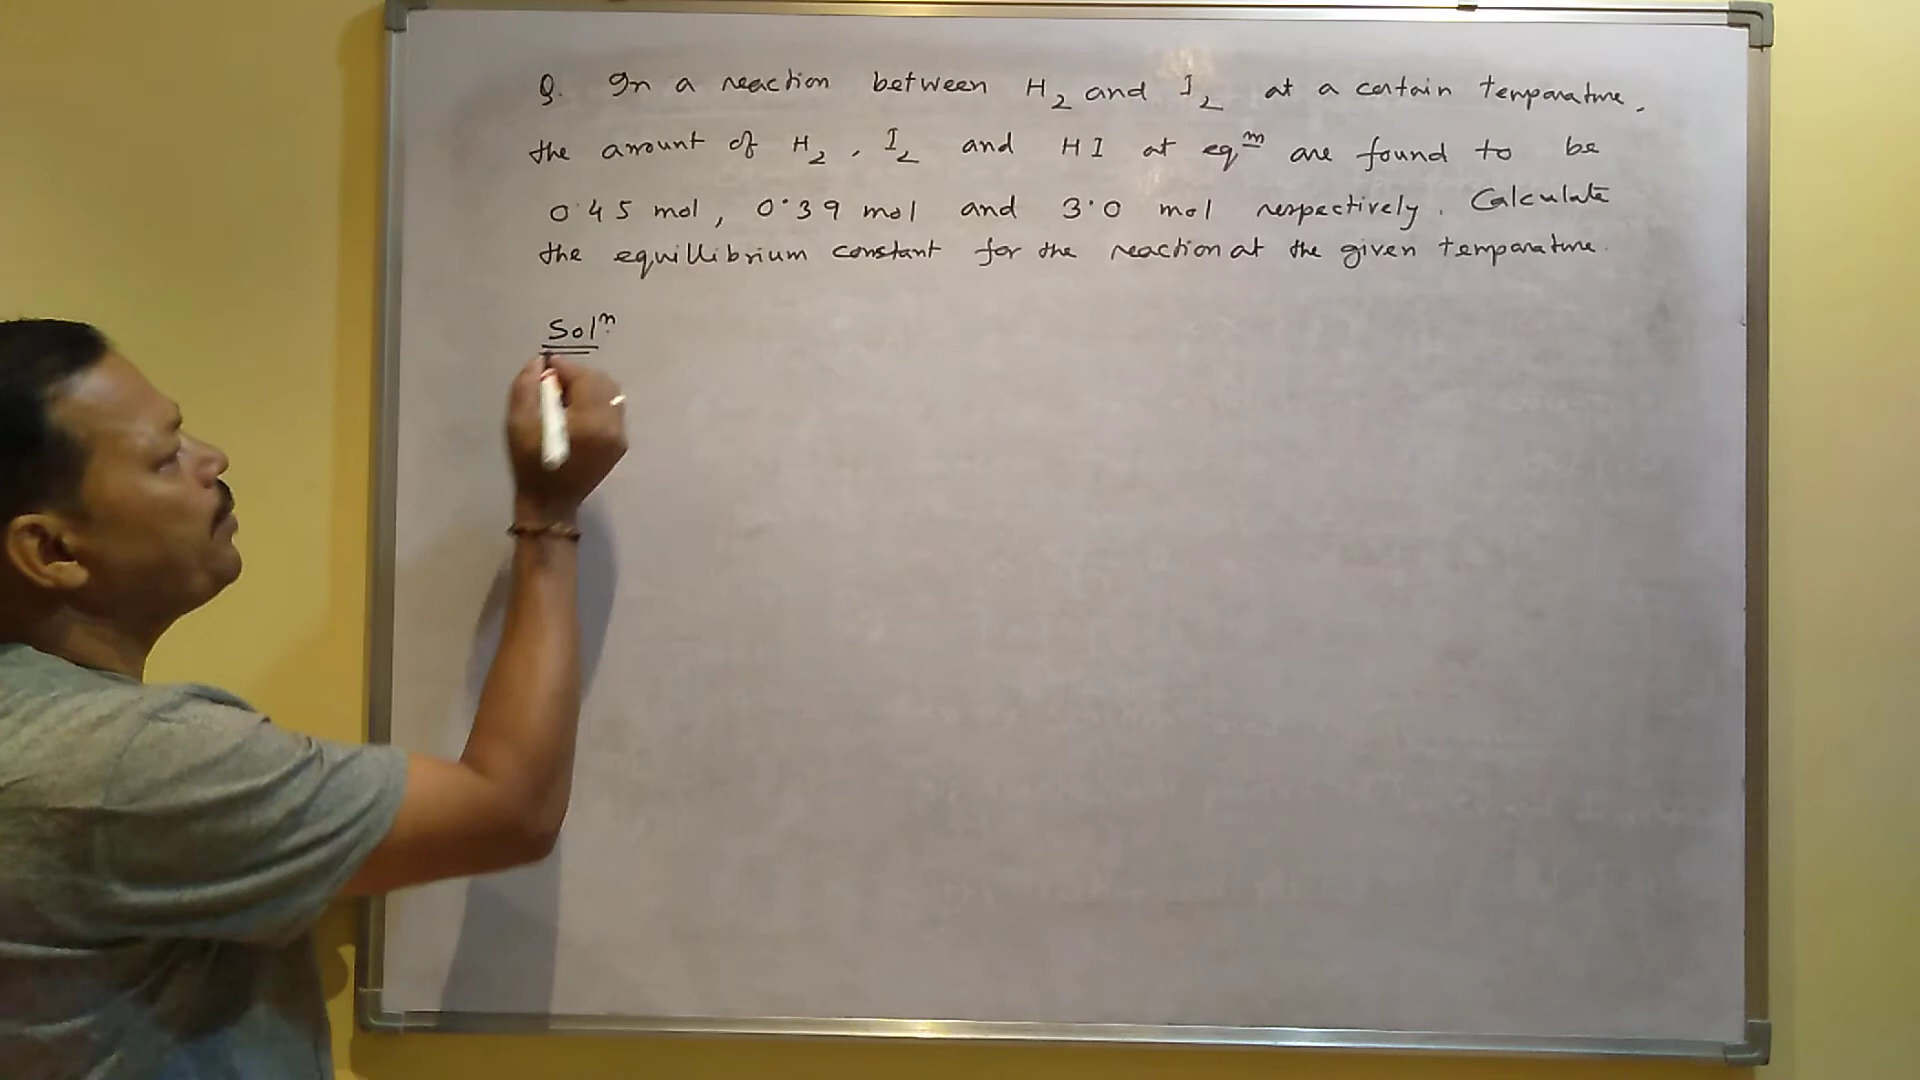 Q. In a reaction between H₂ and I₂ at a certain temperature,
the amount of H₂, I₂ and HI at eqᵐ are found to be
0.45 mol, 0.39 mol and 3.0 mol respectively. Calculate
the equillibrium constant for the reaction at the given temperature.
Solⁿ